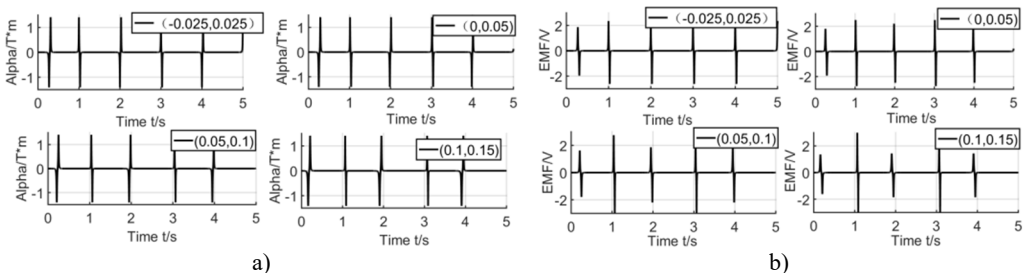 (-0.025,0.025)
Alpha/T*m
1
0
-1
0 1 2 3 4 5
Time t/s
(0,0.05)
Alpha/T*m
1
0
-1
0 1 2 3 4 5
Time t/s
(-0.025,0.025)
EMF/V
2
0
-2
0 1 2 3 4 5
Time t/s
(0,0.05)
EMF/V
2
0
-2
0 1 2 3 4 5
Time t/s
(0.05,0.1)
Alpha/T*m
1
0
-1
0 1 2 3 4 5
Time t/s
(0.1,0.15)
Alpha/T*m
1
0
-1
0 1 2 3 4 5
Time t/s
(0.05,0.1)
EMF/V
2
0
-2
0 1 2 3 4 5
Time t/s
(0.1,0.15)
EMF/V
2
0
-2
0 1 2 3 4 5
Time t/s
a)
b)